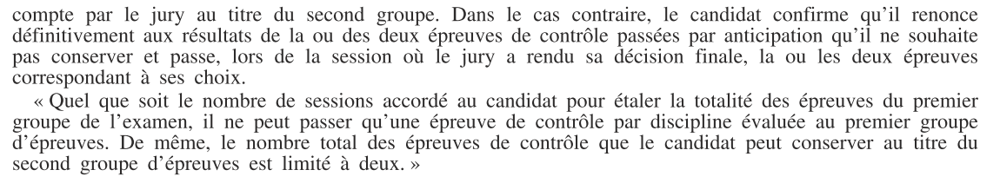 compte par le jury au titre du second groupe. Dans le cas contraire, le candidat confirme qu’il renonce
définitivement aux résultats de la ou des deux épreuves de contrôle passées par anticipation qu’il ne souhaite
pas conserver et passe, lors de la session où le jury a rendu sa décision finale, la ou les deux épreuves
correspondant à ses choix.
« Quel que soit le nombre de sessions accordé au candidat pour étaler la totalité des épreuves du premier
groupe de l’examen, il ne peut passer qu’une épreuve de contrôle par discipline évaluée au premier groupe
d’épreuves. De même, le nombre total des épreuves de contrôle que le candidat peut conserver au titre du
second groupe d’épreuves est limité à deux. »